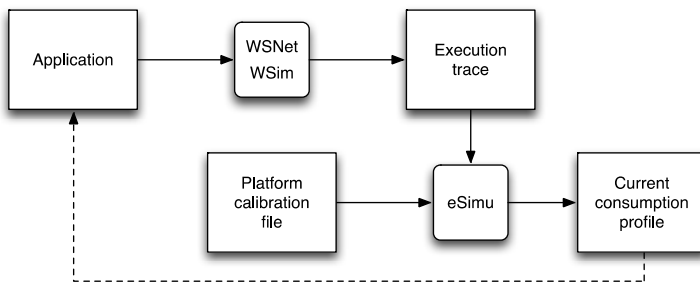 Application
WSNet
WSim
Execution
trace
Platform
calibration
file
eSimu
Current
consumption
profile